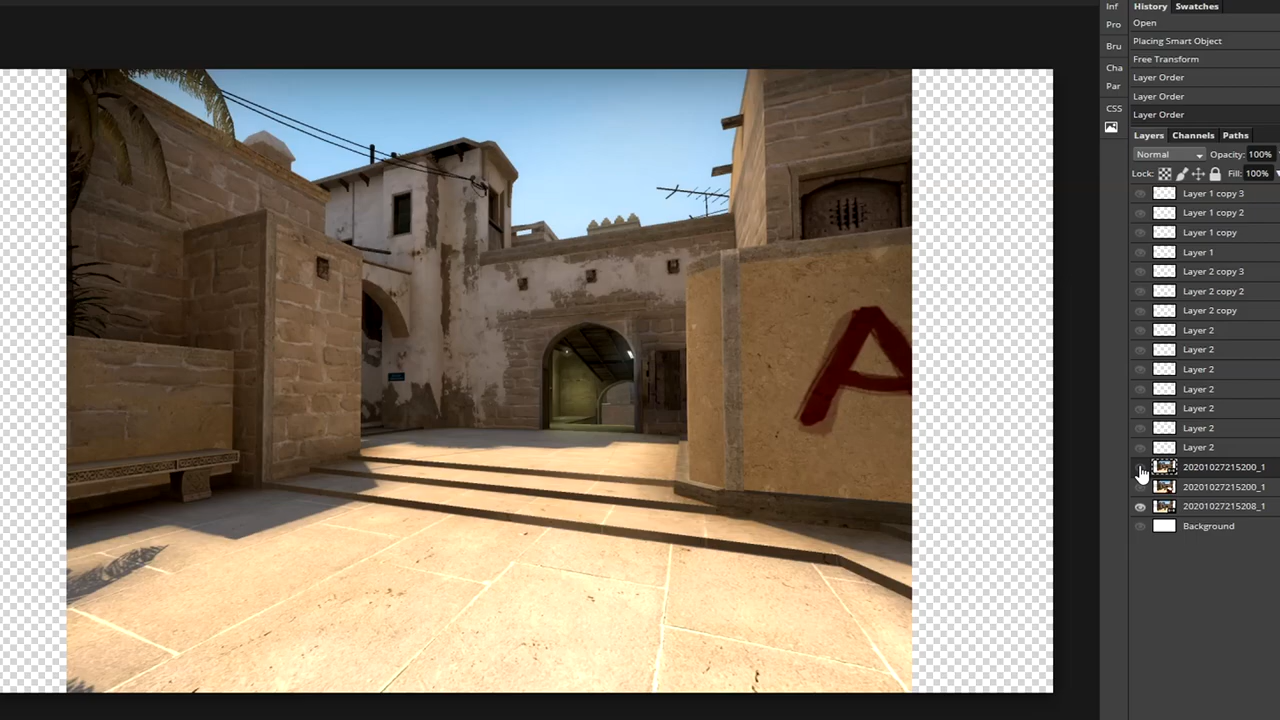 Inf
History Swatches
Pro
Open
Placing Smart Object
Bru
Free Transform
Cha
Layer Order
Par
Layer Order
CSS
Layer Order
Layers Channels Paths
Normal Opacity: 100%
Lock: Fill: 100%
Layer 1 copy 3
Layer 1 copy 2
Layer 1 copy
Layer 1
Layer 2 copy 3
Layer 2 copy 2
Layer 2 copy
Layer 2
Layer 2
Layer 2
Layer 2
Layer 2
Layer 2
Layer 2
20201027215200_1
20201027215200_1
20201027215208_1
Background
A